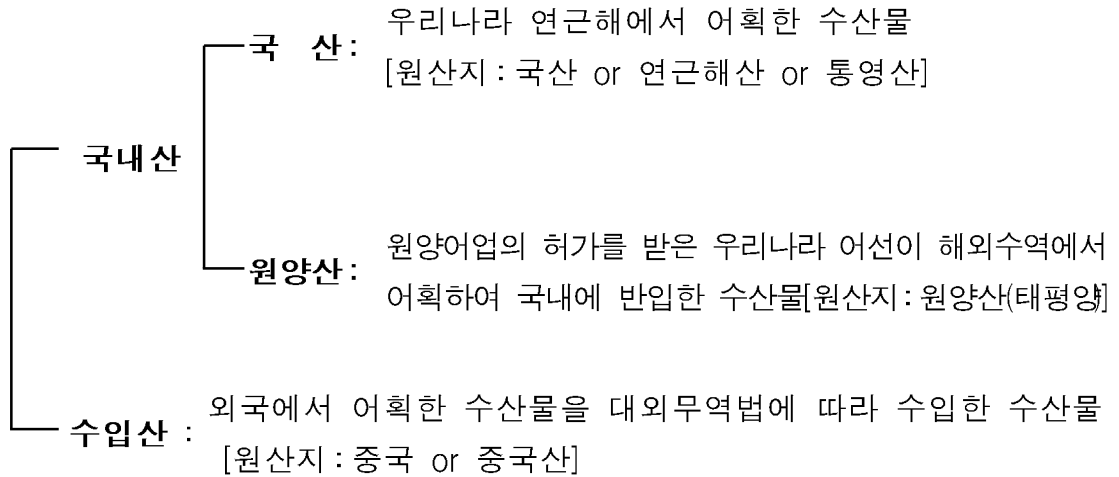 우리나라 연근해에서 어획한 수산물
국 산 :
[원산지 : 국산 or 연근해산 or 통영산]
국내산
원양어업의 허가를 받은 우리나라 어선이 해외수역에서
원양산 :
어획하여 국내에 반입한 수산물[원산지 : 원양산(태평양)]
외국에서 어획한 수산물을 대외무역법에 따라 수입한 수산물
수입산 :
[원산지 : 중국 or 중국산]